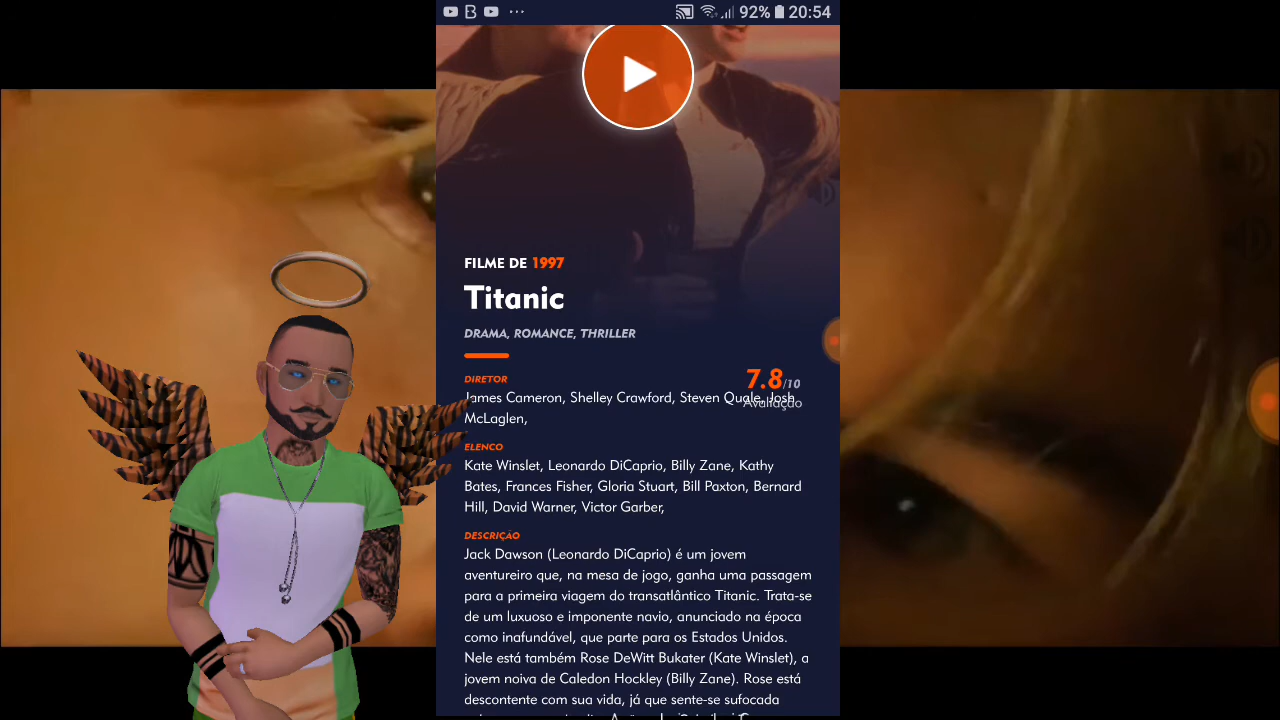 92% 20:54
FILME DE 1997
Titanic
DRAMA, ROMANCE, THRILLER
DIRETOR
7.8/10
James Cameron, Shelley Crawford, Steven Quale, Josh
Avaliação
McLaglen,
ELENCO
Kate Winslet, Leonardo DiCaprio, Billy Zane, Kathy
Bates, Frances Fisher, Gloria Stuart, Bill Paxton, Bernard
Hill, David Warner, Victor Garber,
DESCRIÇÃO
Jack Dawson (Leonardo DiCaprio) é um jovem
aventureiro que, na mesa de jogo, ganha uma passagem
para a primeira viagem do transatlântico Titanic. Trata-se
de um luxuoso e imponente navio, anunciado na época
como inafundável, que parte para os Estados Unidos.
Nele está também Rose DeWitt Bukater (Kate Winslet), a
jovem noiva de Caledon Hockley (Billy Zane). Rose está
descontente com sua vida, já que sente-se sufocada